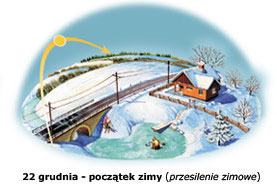 22 grudnia - początek zimy (przesilenie zimowe)